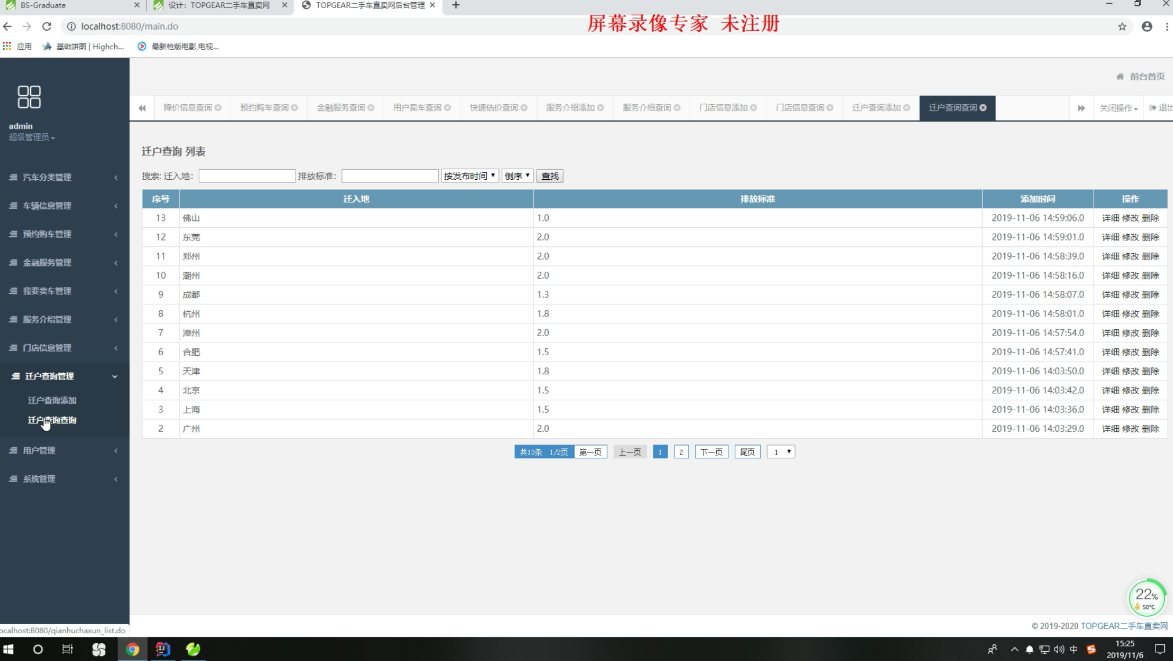 BS-Graduate
设计：TOPGEAR二手车直卖网
TOPGEAR二手车直卖网后台管理
localhost:8080/main.do
屏幕录像专家 未注册
应用
基础饼图 | Highch...
最新枪版电影,电视...
前台首页
降价信息查询
预约购车查询
金融服务查询
用户卖车查询
快速估价查询
服务介绍添加
服务介绍查询
门店信息添加
门店信息查询
迁户查询添加
迁户查询查询
关闭操作
退出
admin
超级管理员
汽车分类管理
车辆信息管理
预约购车管理
金融服务管理
我要卖车管理
服务介绍管理
门店信息管理
迁户查询管理
迁户查询添加
迁户查询查询
用户管理
系统管理
迁户查询 列表
搜索: 迁入地: 排放标准: 按发布时间 倒序 查找
序号 迁入地 排放标准 添加时间 操作
13 佛山 1.0 2019-11-06 14:59:06.0 详细 修改 删除
12 东莞 2.0 2019-11-06 14:59:01.0 详细 修改 删除
11 郑州 2.0 2019-11-06 14:58:39.0 详细 修改 删除
10 潮州 2.0 2019-11-06 14:58:16.0 详细 修改 删除
9 成都 1.3 2019-11-06 14:58:07.0 详细 修改 删除
8 杭州 1.8 2019-11-06 14:58:01.0 详细 修改 删除
7 漳州 2.0 2019-11-06 14:57:54.0 详细 修改 删除
6 合肥 1.5 2019-11-06 14:57:41.0 详细 修改 删除
5 天津 1.8 2019-11-06 14:03:50.0 详细 修改 删除
4 北京 1.5 2019-11-06 14:03:42.0 详细 修改 删除
3 上海 1.5 2019-11-06 14:03:36.0 详细 修改 删除
2 广州 2.0 2019-11-06 14:03:29.0 详细 修改 删除
共13条 1/2页 第一页 上一页 1 2 下一页 尾页 1
22%
50℃
© 2019-2020 TOPGEAR二手车直卖网
ocalhost:8080/qianhuchaxun_list.do
中
15:25
2019/11/6